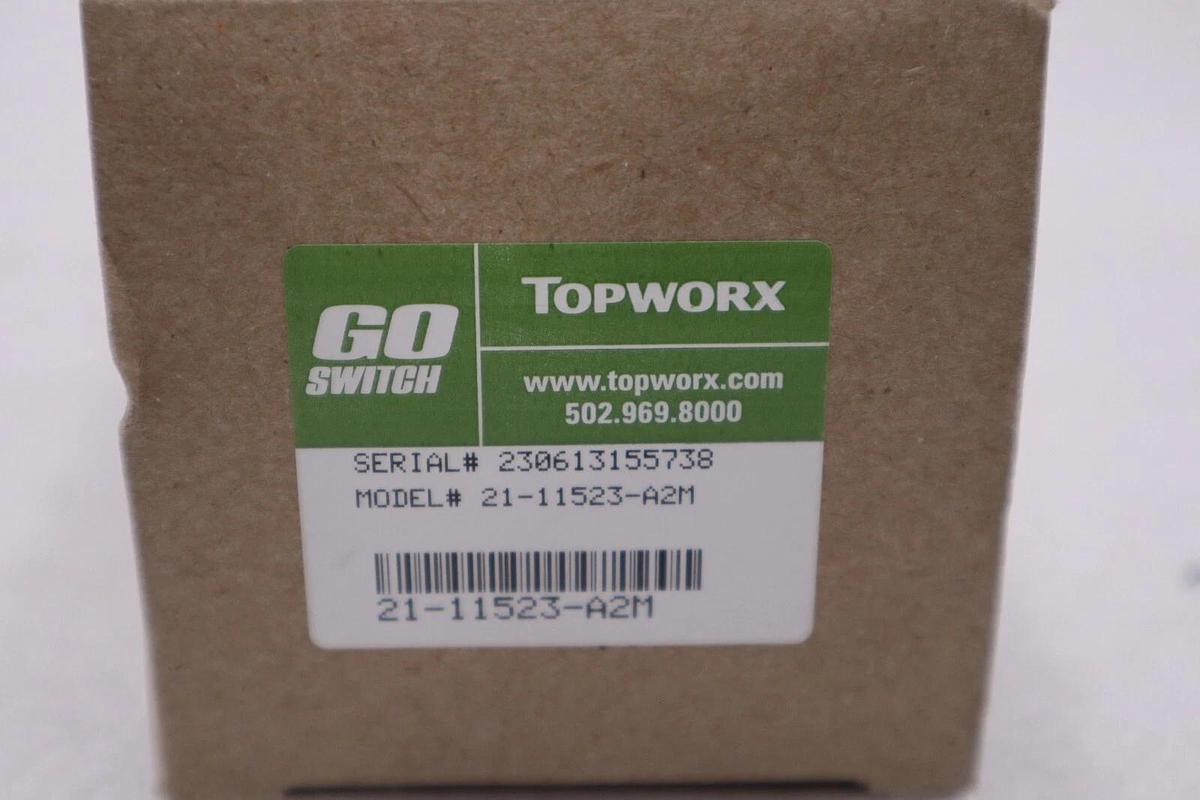 GO
SWITCH
TOPWORX
www.topworx.com
502.969.8000
SERIAL# 230613155738
MODEL# 21-11523-A2M
21-11523-A2M